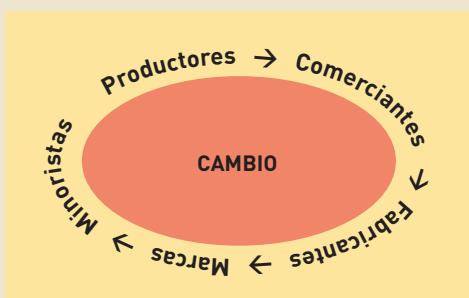 Productores → Comerciantes → Fabricantes → Marcas → Minoristas
CAMBIO